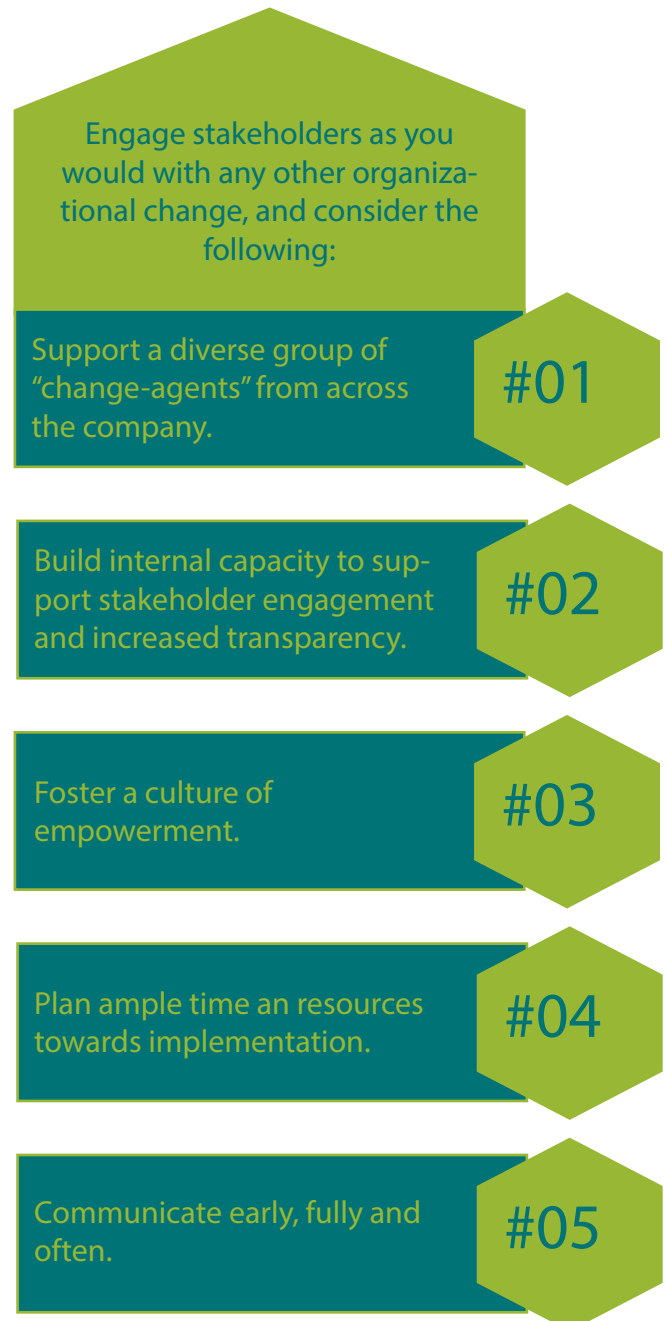 Engage stakeholders as you
would with any other organiza-
tional change, and consider the
following:
Support a diverse group of
“change-agents” from across
the company.
#01
Build internal capacity to sup-
port stakeholder engagement
and increased transparency.
#02
Foster a culture of
empowerment.
#03
Plan ample time an resources
towards implementation.
#04
Communicate early, fully and
often.
#05